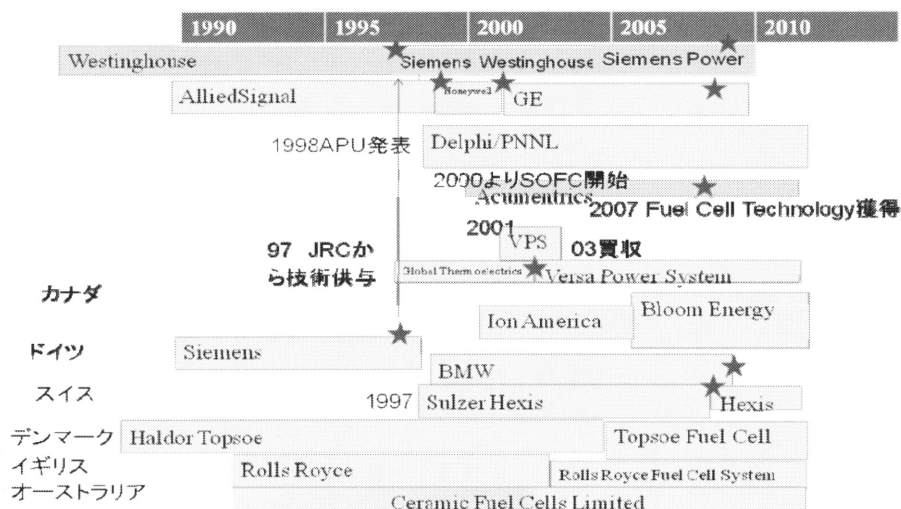 1990 1995 2000 2005 2010
Westinghouse Siemens Westinghouse Siemens Power
AlliedSignal Honeywell GE
1998APU発表 Delphi/PNNL
2000よりSOFC開始
Acumentrics
2007 Fuel Cell Technology獲得
2001
VPS 03買収
97 JRCか
ら技術供与
Global Thermoelectrics Versa Power System
カナダ
Ion America Bloom Energy
ドイツ Siemens
BMW
スイス 1997 Sulzer Hexis Hexis
デンマーク Haldor Topsoe Topsoe Fuel Cell
イギリス Rolls Royce Rolls Royce Fuel Cell System
オーストラリア Ceramic Fuel Cells Limited